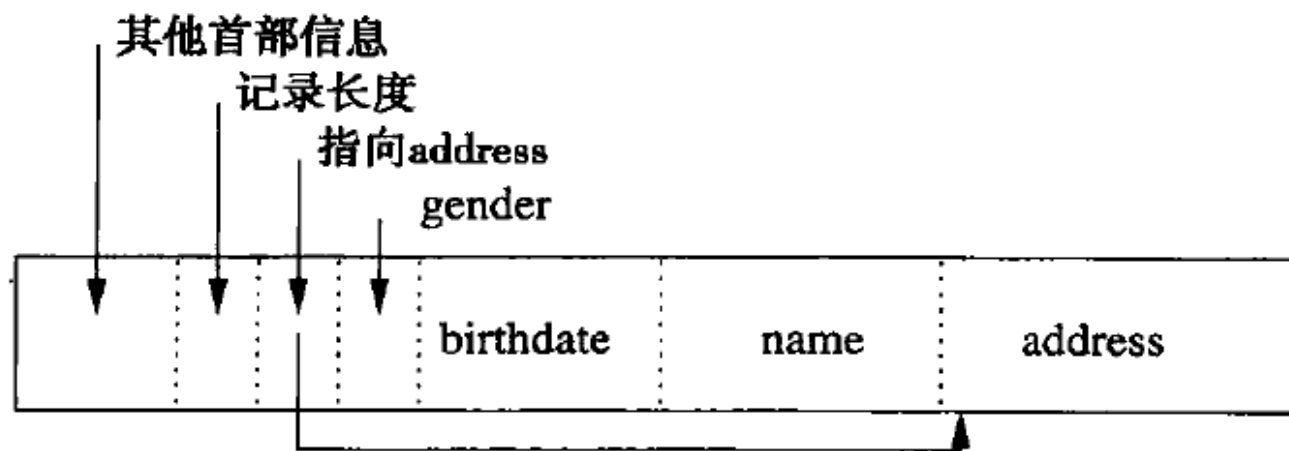 其他首部信息
记录长度
指向address
gender
birthdate name address